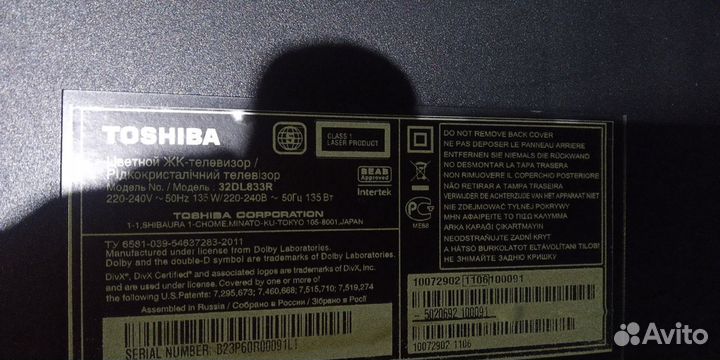 TOSHIBA
CLASS 1
LASER PRODUCT
Цветной ЖК-телевизор /
Рідкокристалічний телевізор
Модель No. / Модель : 32DL833R
220-240V ~ 50Hz 135 W/220-240В ~ 50Гц 135 Вт
BEAB
Approved
Intertek
TOSHIBA CORPORATION
1-1,SHIBAURA 1-CHOME,MINATO-KU-TOKYO 105-8001,JAPAN
ТУ 6581-039-54637283-2011
Manufactured under license from Dolby Laboratories.
Dolby and the double-D symbol are trademarks of Dolby Laboratories.
DivX®, DivX Certified® and associated logos are trademarks of DivX, Inc.
and are used under license. Covered by one or more of
the following U.S. Patents: 7,295,673; 7,460,668; 7,515,710; 7,519,274
Assembled in Russia / Собрано в России / Зібрано в Росії
SERIAL NUMBER:
ME68
DO NOT REMOVE BACK COVER
NE PAS DEPOSER LE PANNEAU ARRIERE
ENTFERNEN SIE NIEMALS DIE RÜCKWAND
NO DESMONTAR LA TAPA TRASERA
NON RIMUOVERE IL COPERCHIO POSTERIORE
NÃO REMOVER A TAMPA TRASEIRA
VERWIJDER DE ACHTERZIJDE VAN HET APPARAAT NIET
NIE ZDEJMOWAĆ TYLNEJ POKRYWY
ΜΗΝ ΑΦΑΙΡΕΙΤΕ ΤΟ ΠΙΣΩ ΚΑΛΥΜΜΑ
ARKA KAPAĞI ÇIKARTMAYIN
NEODSTRAŇUJTE ZADNÍ KRYT
A HÁTSO BURKOLATOT ELTÁVOLÍTANI TILOS!
НЕ ЗНІМАЙТЕ ЗАДНЮ КРИШКУ
10072902 1106 100091
5020692 100091
10072902 1106
Avito